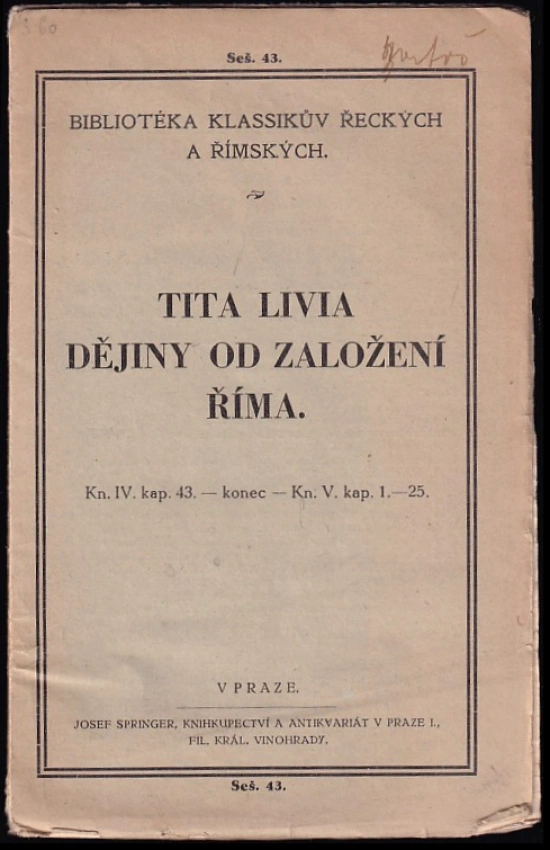 Seš. 43.
BIBLIOTÉKA KLASSIKŮV ŘECKÝCH
A ŘÍMSKÝCH.
TITA LIVIA
DĚJINY OD ZALOŽENÍ
ŘÍMA.
Kn. IV. kap. 43. — konec — Kn. V. kap. 1.—25.
V PRAZE.
JOSEF SPRINGER, KNIHKUPECTVÍ A ANTIKVARIÁT V PRAZE I.,
FIL. KRÁL. VINOHRADY.
Seš. 43.